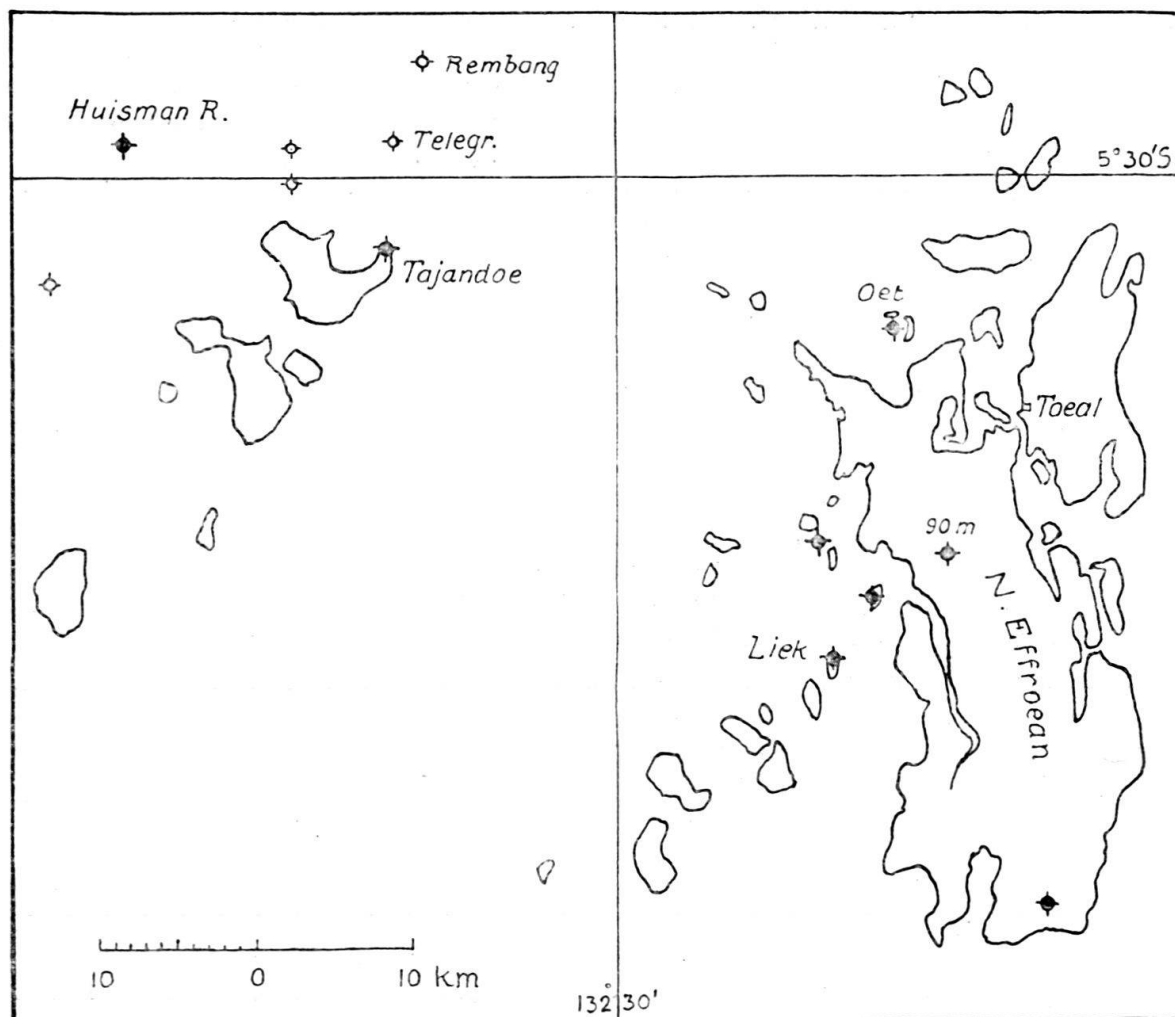 Rembang
Huisman R.
Telegr.
5°30'S
Tajandoe
Oet
Toeal
90 m
N. Effroean
Liek
10 0 10 km
132°30'